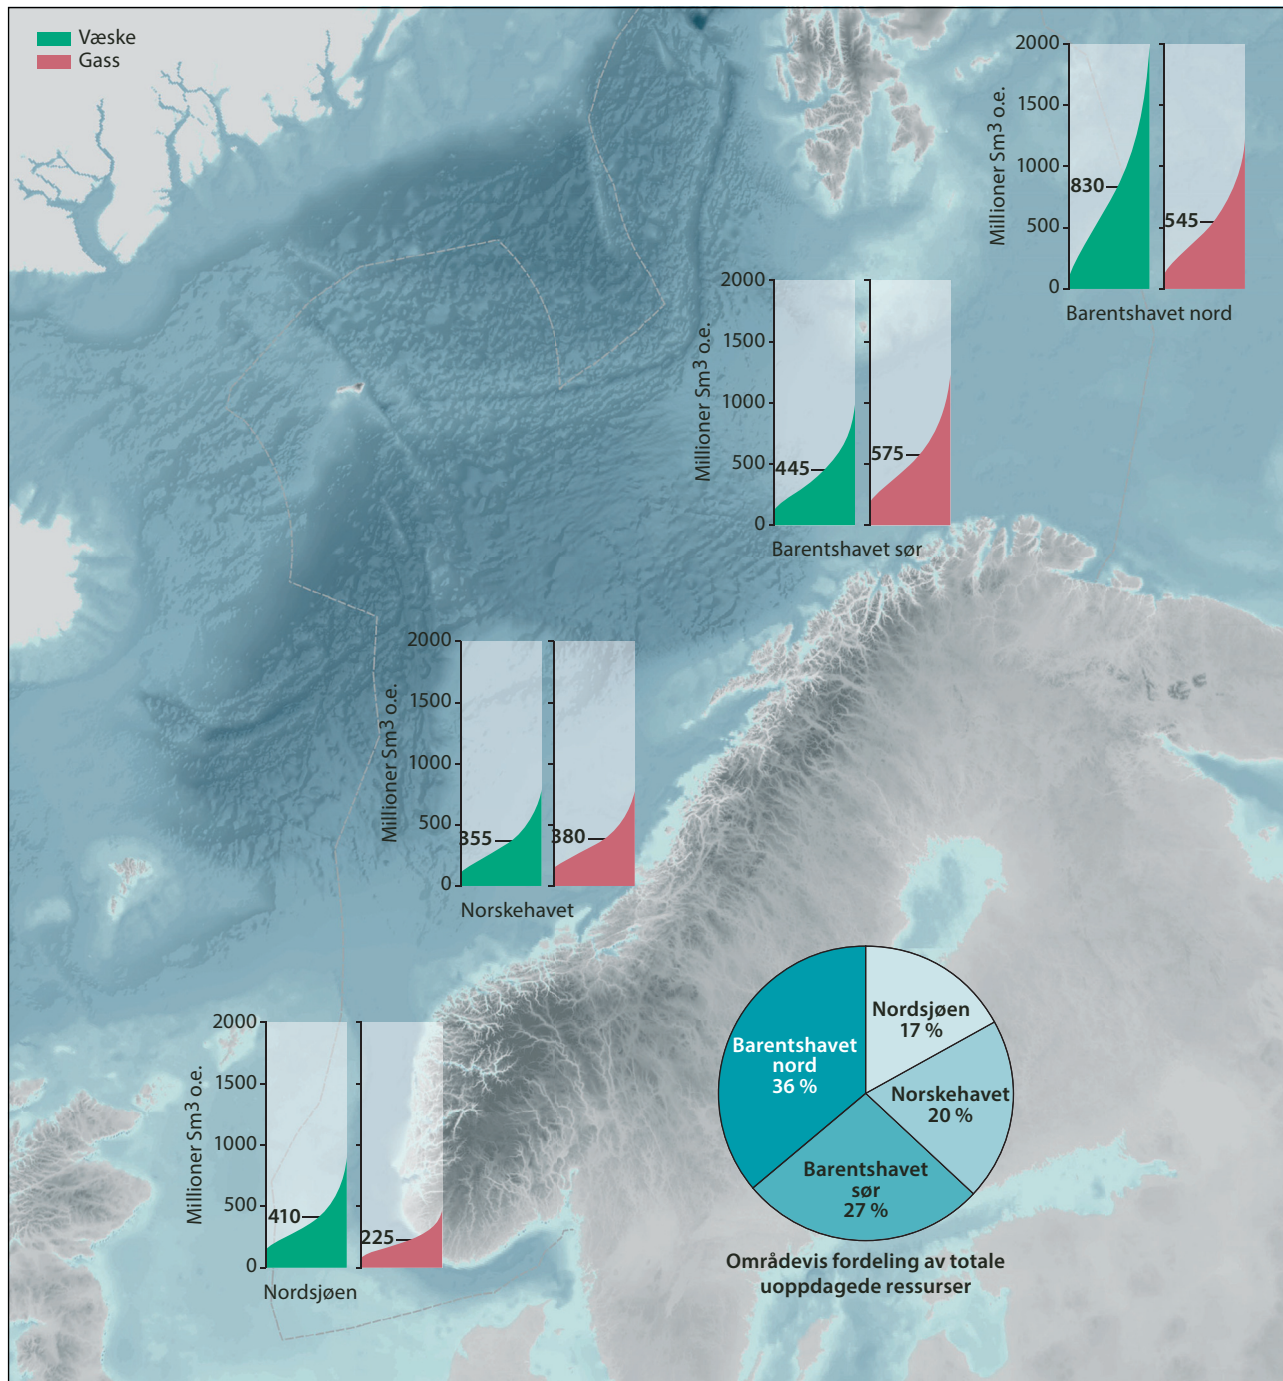 Væske
Gass
Millioner Sm³ o.e.
2000
1500
1000
500
0
830
545
Barentshavet nord
Millioner Sm³ o.e.
2000
1500
1000
500
0
445
575
Barentshavet sør
Millioner Sm³ o.e.
2000
1500
1000
500
0
355
380
Norskehavet
Millioner Sm³ o.e.
2000
1500
1000
500
0
410
225
Nordsjøen
Nordsjøen
17 %
Norskehavet
20 %
Barentshavet
sør
27 %
Barentshavet
nord
36 %
Områdevis fordeling av totale
uoppdagede ressurser